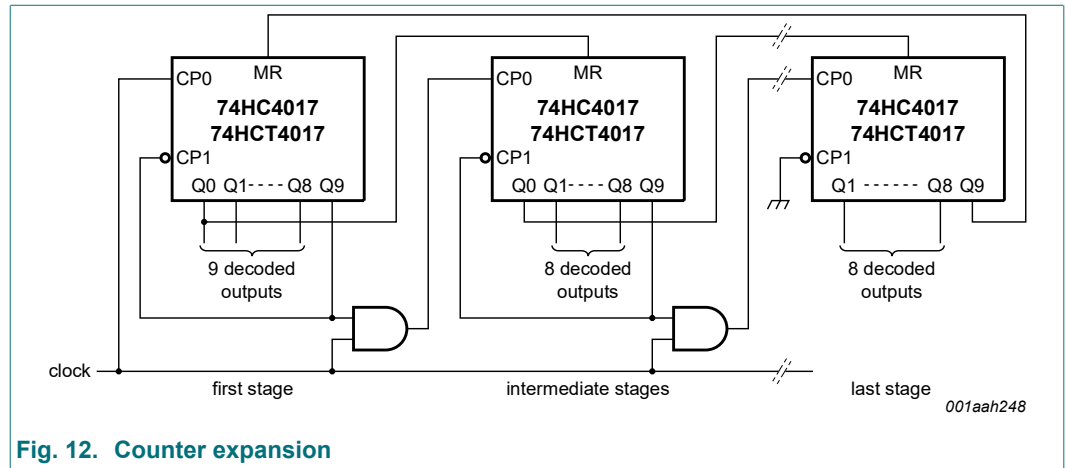 CP0
MR
74HC4017
74HCT4017
CP1
Q0 Q1 - - - - Q8 Q9
9 decoded
outputs
CP0
MR
74HC4017
74HCT4017
CP1
Q0 Q1 - - - - Q8 Q9
8 decoded
outputs
CP0
MR
74HC4017
74HCT4017
CP1
Q1 - - - - - - Q8 Q9
8 decoded
outputs
clock
first stage
intermediate stages
last stage
001aah248
Fig. 12. Counter expansion